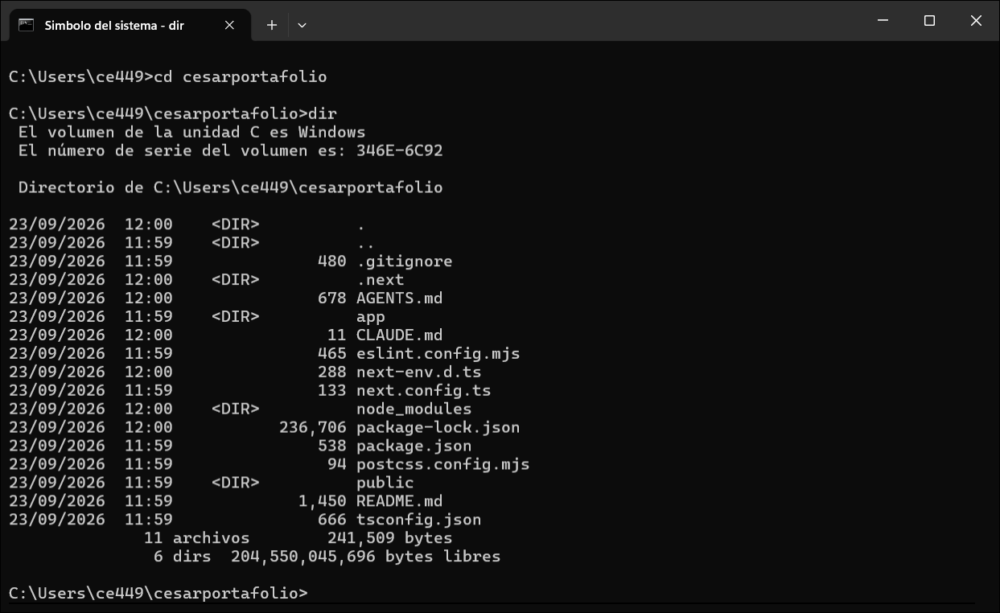 Simbolo del sistema - dir
C:\Users\ce449>cd cesarportafolio
C:\Users\ce449\cesarportafolio>dir
El volumen de la unidad C es Windows
El número de serie del volumen es: 346E-6C92
Directorio de C:\Users\ce449\cesarportafolio
23/09/2026  12:00    <DIR>          .
23/09/2026  11:59    <DIR>          ..
23/09/2026  11:59               480 .gitignore
23/09/2026  12:00    <DIR>          .next
23/09/2026  12:00               678 AGENTS.md
23/09/2026  11:59    <DIR>          app
23/09/2026  12:00                11 CLAUDE.md
23/09/2026  11:59               465 eslint.config.mjs
23/09/2026  12:00               288 next-env.d.ts
23/09/2026  11:59               133 next.config.ts
23/09/2026  12:00    <DIR>          node_modules
23/09/2026  12:00           236,706 package-lock.json
23/09/2026  11:59               538 package.json
23/09/2026  11:59                94 postcss.config.mjs
23/09/2026  11:59    <DIR>          public
23/09/2026  11:59             1,450 README.md
23/09/2026  11:59               666 tsconfig.json
11 archivos        241,509 bytes
6 dirs  204,550,045,696 bytes libres
C:\Users\ce449\cesarportafolio>